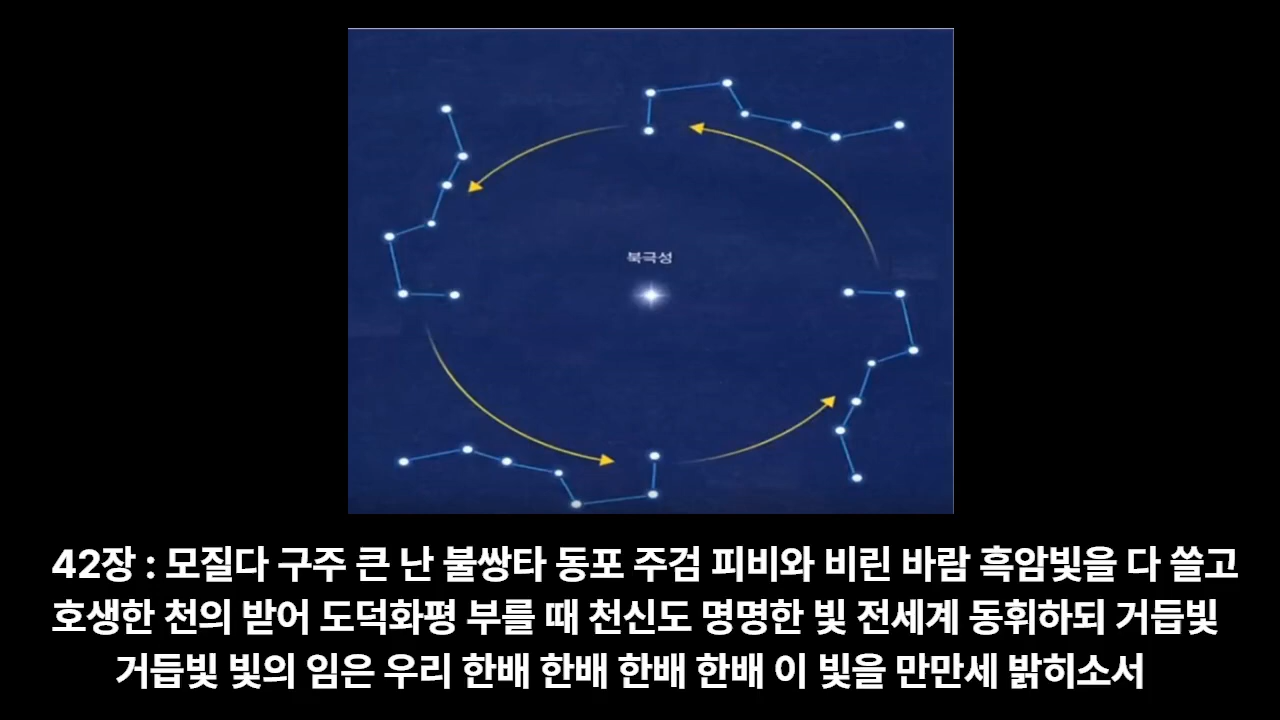 북극성
42장 : 모질다 구주 큰 난 불쌍타 동포 주검 피비와 비린 바람 흑암빛을 다 쓸고
호생한 천의 받어 도덕화평 부를 때 천신도 명명한 빛 전세계 동휘하되 거듭빛
거듭빛 빛의 임은 우리 한배 한배 한배 한배 이 빛을 만만세 밝히소서